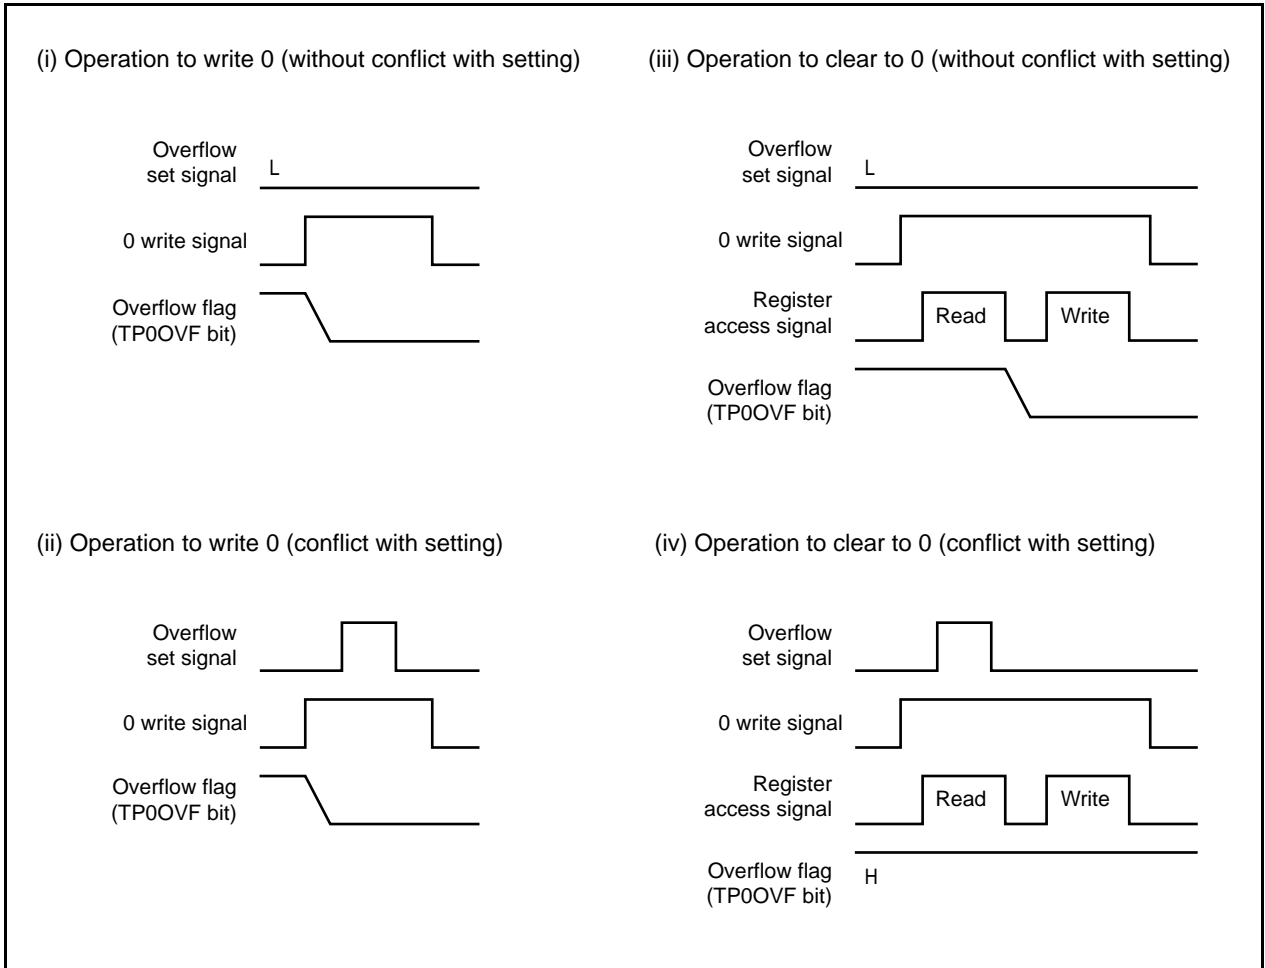 (i) Operation to write 0 (without conflict with setting)
Overflow
set signal
L
0 write signal
Overflow flag
(TP0OVF bit)
(iii) Operation to clear to 0 (without conflict with setting)
Overflow
set signal
L
0 write signal
Register
access signal
Read
Write
Overflow flag
(TP0OVF bit)
(ii) Operation to write 0 (conflict with setting)
Overflow
set signal
0 write signal
Overflow flag
(TP0OVF bit)
(iv) Operation to clear to 0 (conflict with setting)
Overflow
set signal
0 write signal
Register
access signal
Read
Write
Overflow flag
(TP0OVF bit)
H